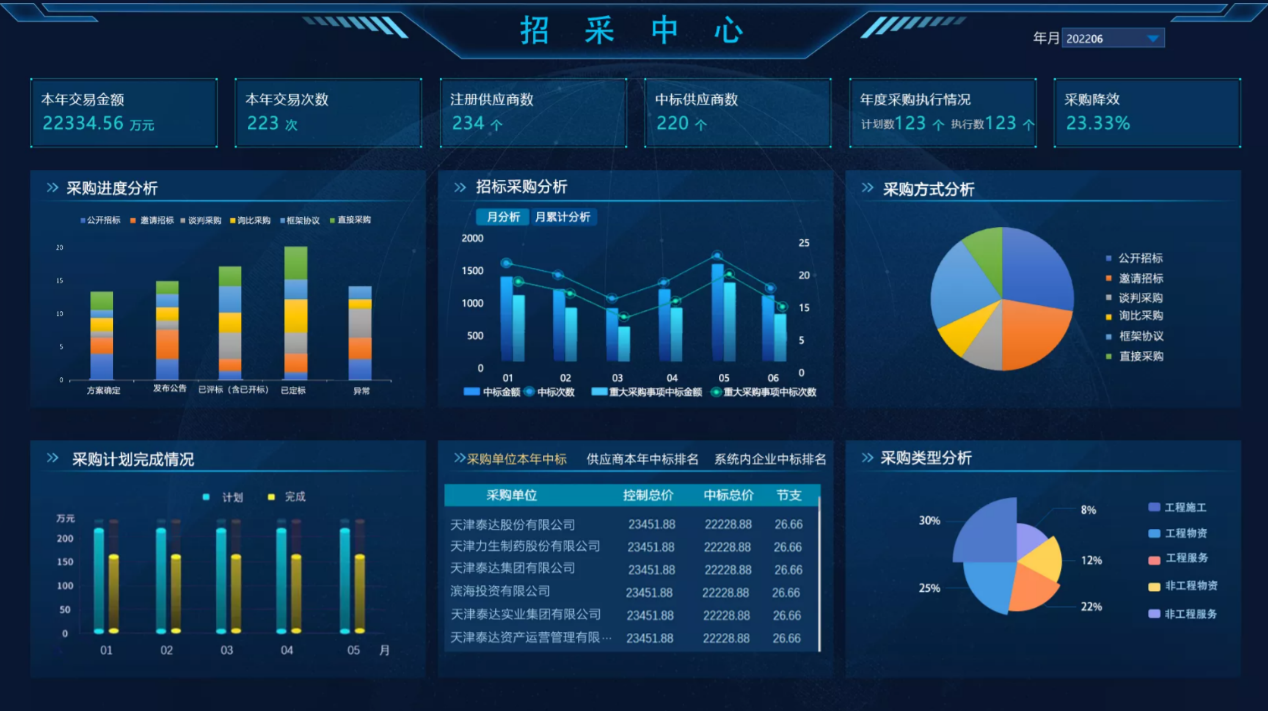 招采中心
年月 202206
本年交易金额
22334.56 万元
本年交易次数
223 次
注册供应商数
234 个
中标供应商数
220 个
年度采购执行情况
计划数123 个 执行数123 个
采购降效
23.33%
采购进度分析
公开招标 邀请招标 谈判采购 询比采购 框架协议 直接采购
20
15
10
5
0
方案确定 发布公告 已评标（含已开标） 已定标 异常
招标采购分析
月分析 月累计分析
2000
1500
1000
500
0
25
20
15
5
0
01 02 03 04 05 06
中标金额 中标次数 重大采购事项中标金额 重大采购事项中标次数
采购方式分析
公开招标
邀请招标
谈判采购
询比采购
框架协议
直接采购
采购计划完成情况
计划 完成
万元
200
150
100
50
0
01 02 03 04 05 月
采购单位本年中标 供应商本年中标排名 系统内企业中标排名
采购单位 控制总价 中标总价 节支
天津泰达股份有限公司 23451.88 22228.88 26.66
天津力生制药股份有限公司 23451.88 22228.88 26.66
天津泰达集团有限公司 23451.88 22228.88 26.66
滨海投资有限公司 23451.88 22228.88 26.66
天津泰达实业集团有限公司 23451.88 22228.88 26.66
天津泰达资产运营管理有限… 23451.88 22228.88 26.66
采购类型分析
30%
25%
8%
12%
22%
工程施工
工程物资
工程服务
非工程物资
非工程服务